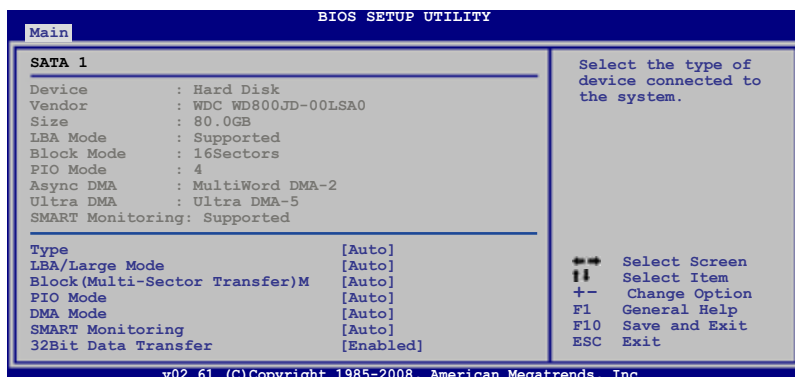 BIOS SETUP UTILITY
Main
SATA 1
Device : Hard Disk
Vendor : WDC WD800JD-00LSA0
Size : 80.0GB
LBA Mode : Supported
Block Mode : 16Sectors
PIO Mode : 4
Async DMA : MultiWord DMA-2
Ultra DMA : Ultra DMA-5
SMART Monitoring: Supported
Type [Auto]
LBA/Large Mode [Auto]
Block(Multi-Sector Transfer)M [Auto]
PIO Mode [Auto]
DMA Mode [Auto]
SMART Monitoring [Auto]
32Bit Data Transfer [Enabled]
Select the type of
device connected to
the system.
←→ Select Screen
↑↓ Select Item
+- Change Option
F1 General Help
F10 Save and Exit
ESC Exit
v02.61 (C)Copyright 1985-2008, American Megatrends, Inc.